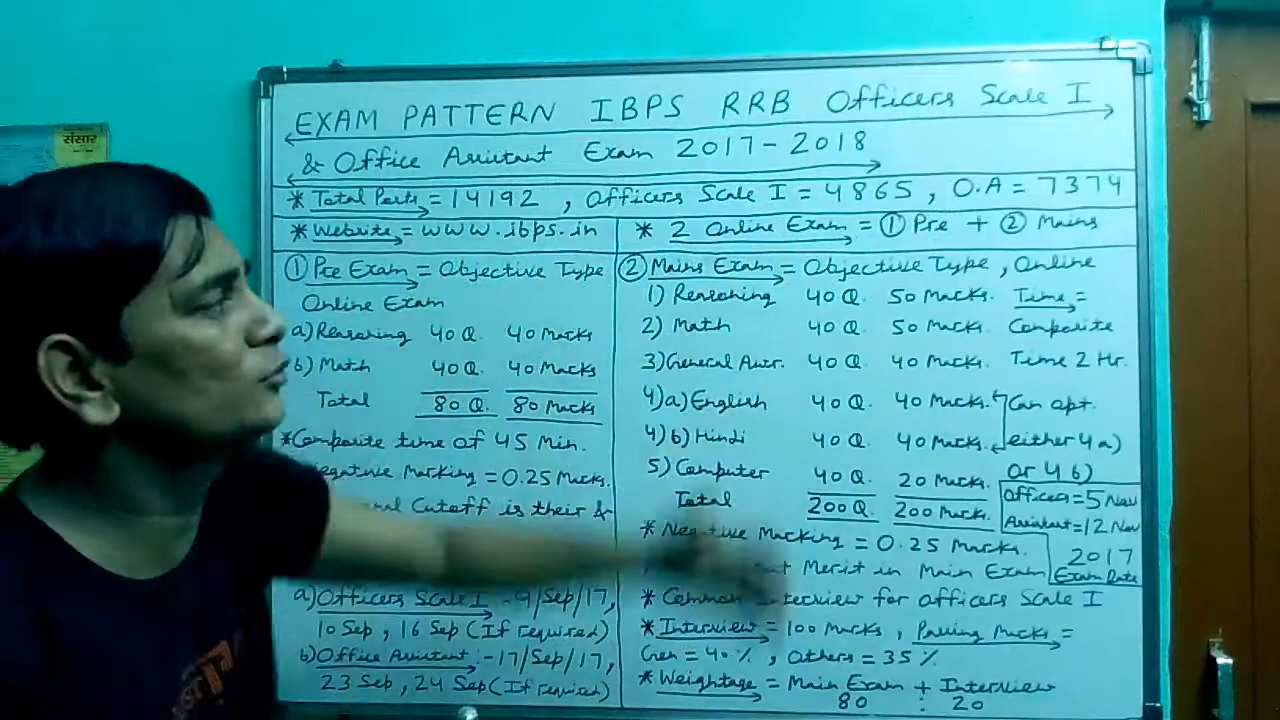 संसार
EXAM PATTERN IBPS RRB Officers Scale I
& Office Assistant Exam 2017-2018
* Total Posts = 14192 , Officers Scale I = 4865 , O.A = 7374
* Website = www.ibps.in
* 2 Online Exam = ① Pre + ② Mains
① Pre Exam = Objective Type
Online Exam
a) Reasoning 40 Q. 40 Marks
b) Math 40 Q. 40 Marks
Total 80 Q. 80 Marks
* Composite time of 45 Min.
Negative Marking = 0.25 Marks.
Cutoff is their &
a) Officers Scale I - 9/Sep/17,
10 Sep, 16 Sep (If required)
b) Office Assistant - 17/Sep/17,
23 Sep, 24 Sep (If required)
② Mains Exam = Objective Type, Online
1) Reasoning 40 Q. 50 Marks. Time =
2) Math 40 Q. 50 Marks. Composite
3) General Awr. 40 Q. 40 Marks. Time 2 Hr.
4) a) English 40 Q. 40 Marks. Can opt.
4) b) Hindi 40 Q. 40 Marks. either 4 a)
5) Computer 40 Q. 20 Marks. or 4 b)
Total 200 Q. 200 Marks.
Officers = 5 Nov
Assistant = 12 Nov
2017
Exam Date
* Negative Marking = 0.25 Marks.
Merit in Main Exam
* Common Interview for Officers Scale I
* Interview = 100 Marks, Passing Marks =
Gen = 40%, Others = 35%
* Weightage = Main Exam + Interview
80 : 20